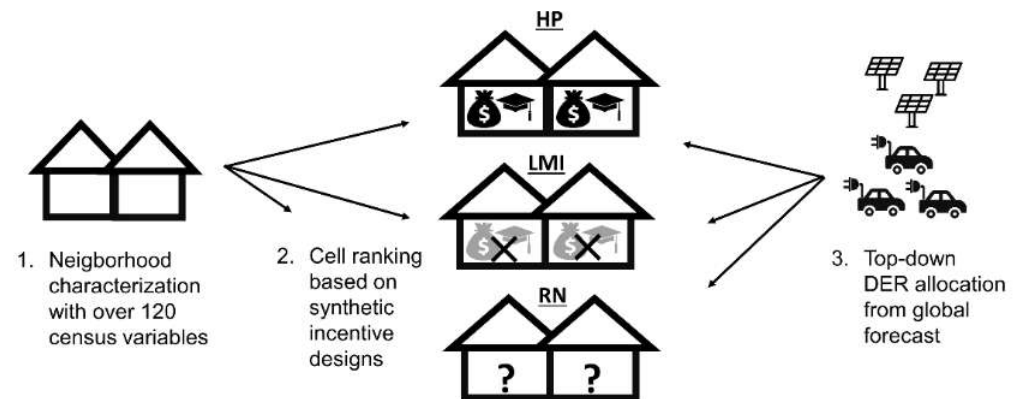 HP
$ $
LMI
$ $
RN
? ?
1. Neigborhood
characterization
with over 120
census variables
2. Cell ranking
based on
synthetic
incentive
designs
3. Top-down
DER allocation
from global
forecast